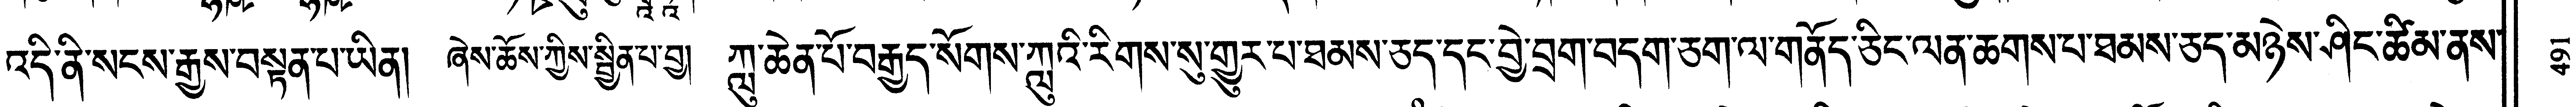 འདི་ནི་སངས་རྒྱས་བསྟན་པ་ཡིན། ཞེས་ཆོས་ཀྱིས་སྦྱིན་པ་བྱ། ཀླུ་ཆེན་པོ་བརྒྱད་སོགས་ཀླུའི་རིགས་སུ་གྱུར་པ་ཐམས་ཅད་དང་བྱེ་བྲག་བདག་ཅག་ལ་གནོད་ཅིང་ལན་ཆགས་པ་ཐམས་ཅད་མཉེས་ཤིང་ཚིམ་ནས་